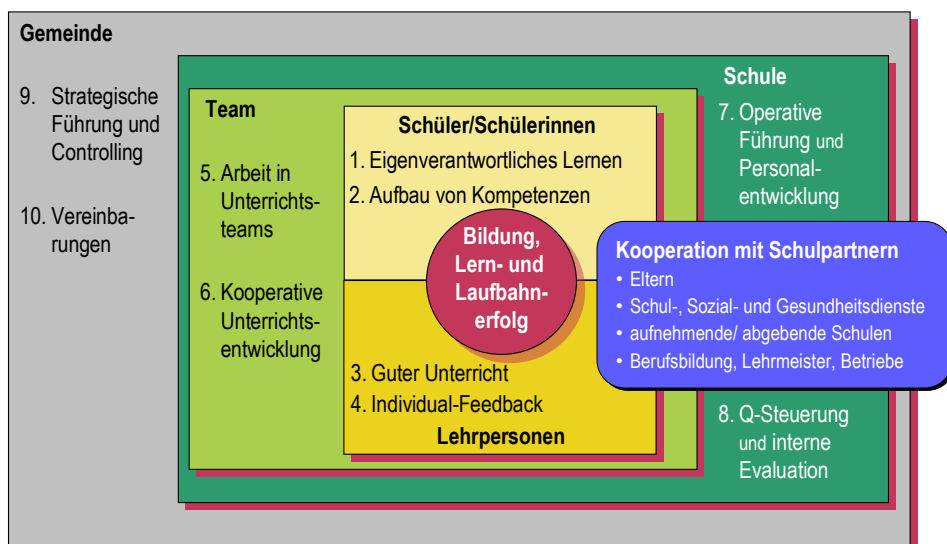 Gemeinde
9. Strategische
Führung und
Controlling
10. Vereinba-
rungen
Team
5. Arbeit in
Unterrichts-
teams
6. Kooperative
Unterrichts-
entwicklung
Schüler/Schülerinnen
1. Eigenverantwortliches Lernen
2. Aufbau von Kompetenzen
Bildung,
Lern- und
Laufbahn-
erfolg
3. Guter Unterricht
4. Individual-Feedback
Lehrpersonen
Schule
7. Operative
Führung und
Personal-
entwicklung
Kooperation mit Schulpartnern
• Eltern
• Schul-, Sozial- und Gesundheitsdienste
• aufnehmende/ abgebende Schulen
• Berufsbildung, Lehrmeister, Betriebe
8. Q-Steuerung
und interne
Evaluation